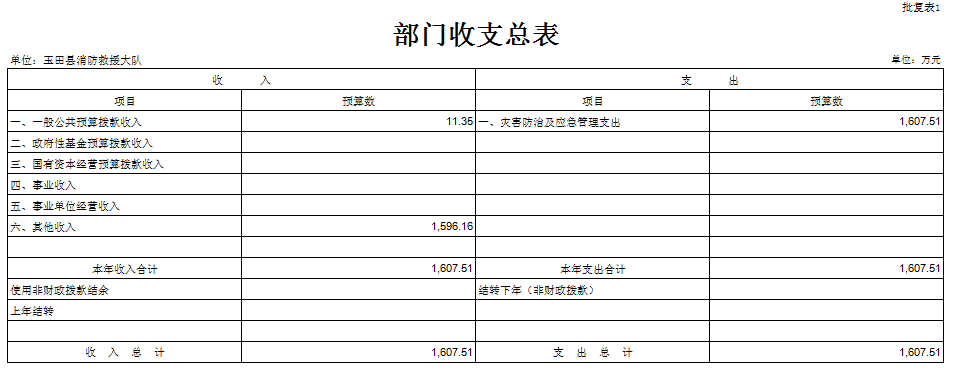 批复表1
部门收支总表
单位：玉田县消防救援大队 单位：万元
收 入 支 出
项目 预算数 项目 预算数
一、一般公共预算拨款收入 11.35 一、灾害防治及应急管理支出 1,607.51
二、政府性基金预算拨款收入
三、国有资本经营预算拨款收入
四、事业收入
五、事业单位经营收入
六、其他收入 1,596.16
本年收入合计 1,607.51 本年支出合计 1,607.51
使用非财政拨款结余 结转下年（非财政拨款）
上年结转
收 入 总 计 1,607.51 支 出 总 计 1,607.51